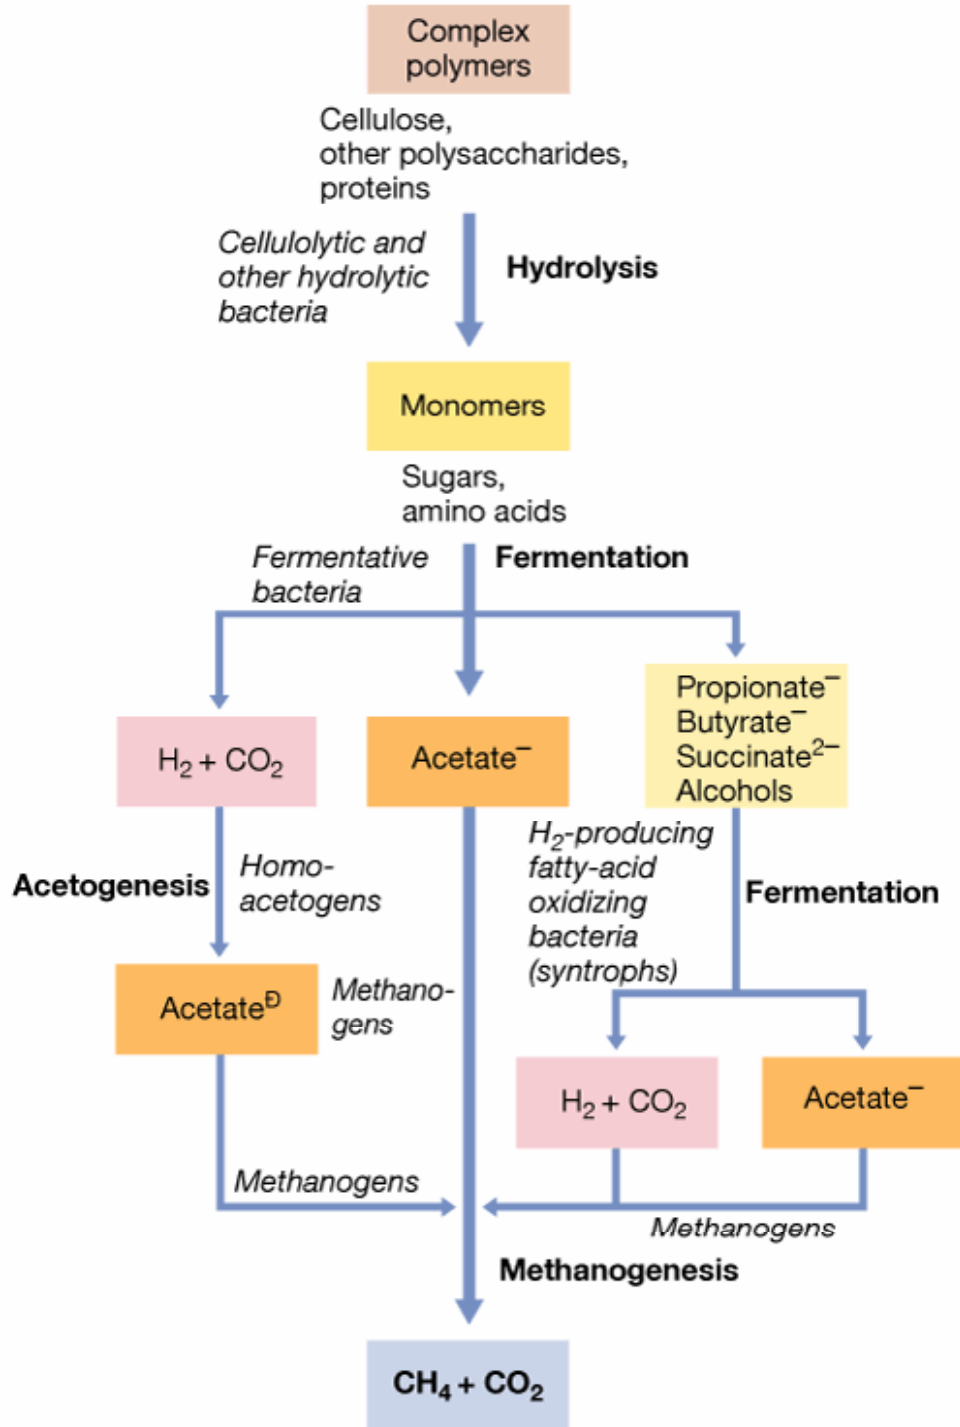 Complex
polymers
Cellulose,
other polysaccharides,
proteins
Cellulolytic and
other hydrolytic
bacteria
Hydrolysis
Monomers
Sugars,
amino acids
Fermentative
bacteria
Fermentation
H₂ + CO₂
Acetate⁻
Propionate⁻
Butyrate⁻
Succinate²⁻
Alcohols
Acetogenesis
Homo-
acetogens
H₂-producing
fatty-acid
oxidizing
bacteria
(syntrophs)
Fermentation
Acetateᶞ
Methano-
gens
H₂ + CO₂
Acetate⁻
Methanogens
Methanogens
Methanogenesis
CH₄ + CO₂